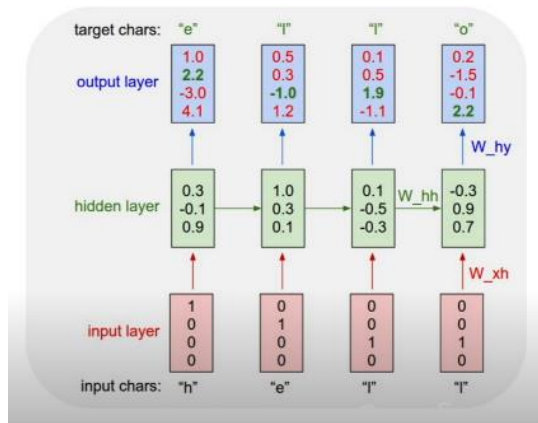 target chars: “e” “l” “l” “o”
output layer
1.0 0.5 0.1 0.2
2.2 0.3 0.5 -1.5
-3.0 -1.0 1.9 -0.1
4.1 1.2 -1.1 2.2
W_hy
hidden layer
0.3 1.0 0.1 -0.3
-0.1 0.3 -0.5 0.9
0.9 0.1 -0.3 0.7
W_hh
W_xh
input layer
1 0 0 0
0 1 0 0
0 0 1 1
0 0 0 0
input chars: “h” “e” “l” “l”